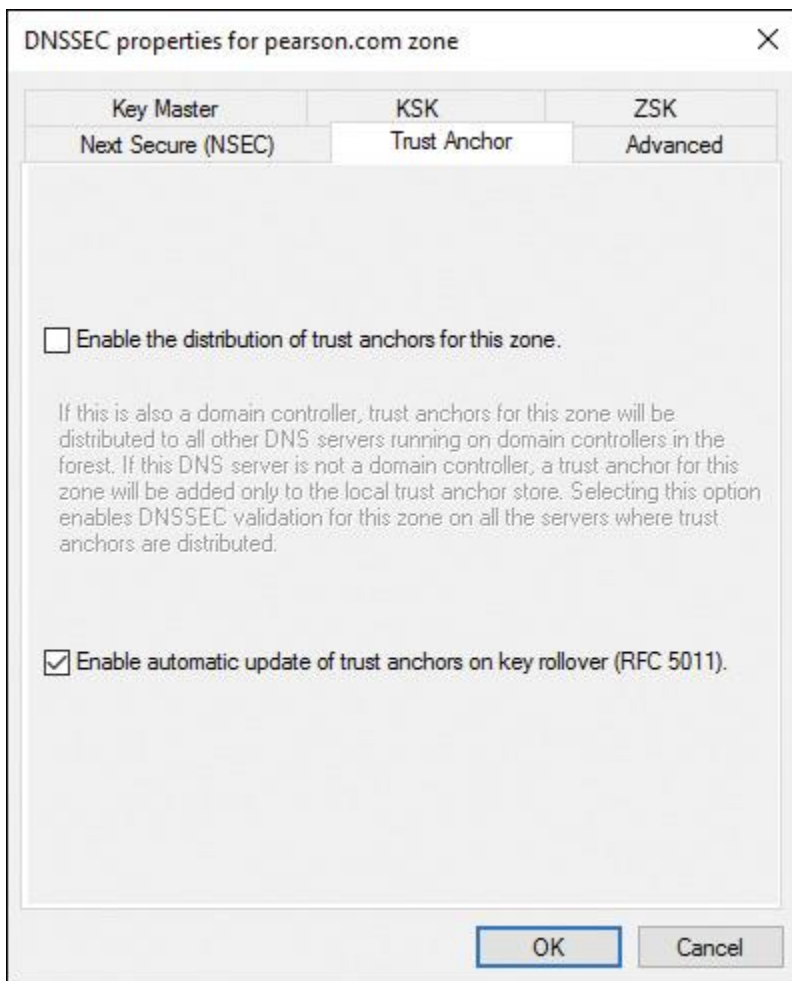 DNSSEC properties for pearson.com zone
Key Master KSK ZSK
Next Secure (NSEC) Trust Anchor Advanced
Enable the distribution of trust anchors for this zone.
If this is also a domain controller, trust anchors for this zone will be
distributed to all other DNS servers running on domain controllers in the
forest. If this DNS server is not a domain controller, a trust anchor for this
zone will be added only to the local trust anchor store. Selecting this option
enables DNSSEC validation for this zone on all the servers where trust
anchors are distributed.
Enable automatic update of trust anchors on key rollover (RFC 5011).
OK Cancel